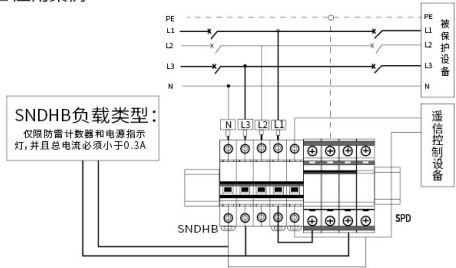 PE
L1
L2
L3
N
PE
L1
L2
L3
N
被保护设备
遥信控制设备
N L3 L2 L1
SNDHB负载类型：
仅限防雷计数器和电源指示
灯,并且总电流必须小于0.3A
SNDHB
SPD